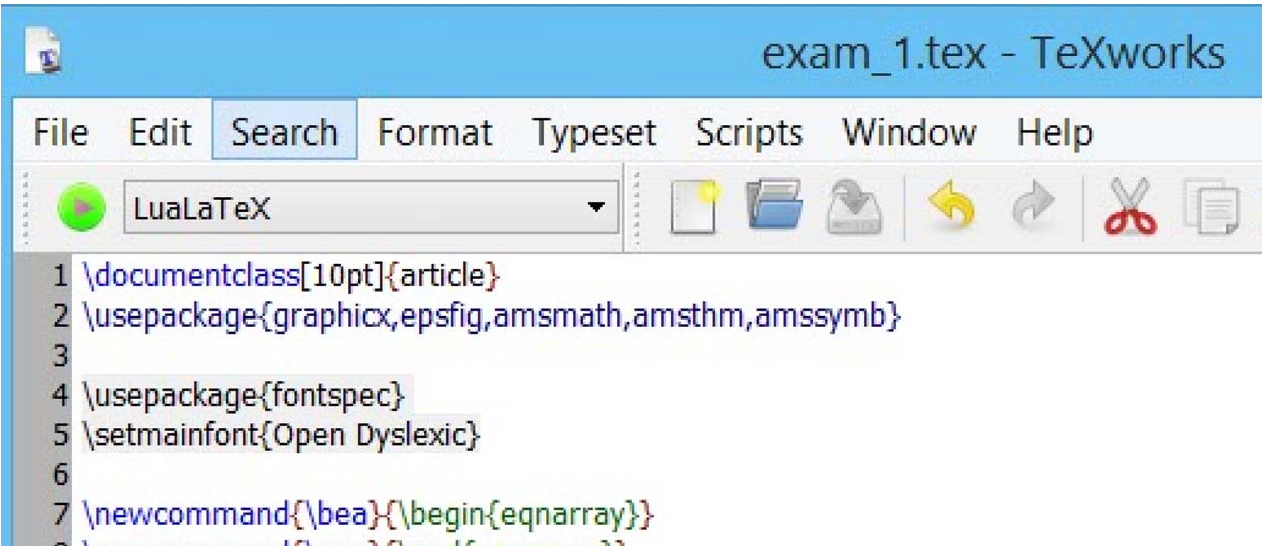 exam_1.tex - TeXworks
File Edit Search Format Typeset Scripts Window Help
LuaLaTeX
1 \documentclass[10pt]{article}
2 \usepackage{graphicx,epsfig,amsmath,amsthm,amssymb}
3
4 \usepackage{fontspec}
5 \setmainfont{Open Dyslexic}
6
7 \newcommand{\bea}{\begin{eqnarray}}